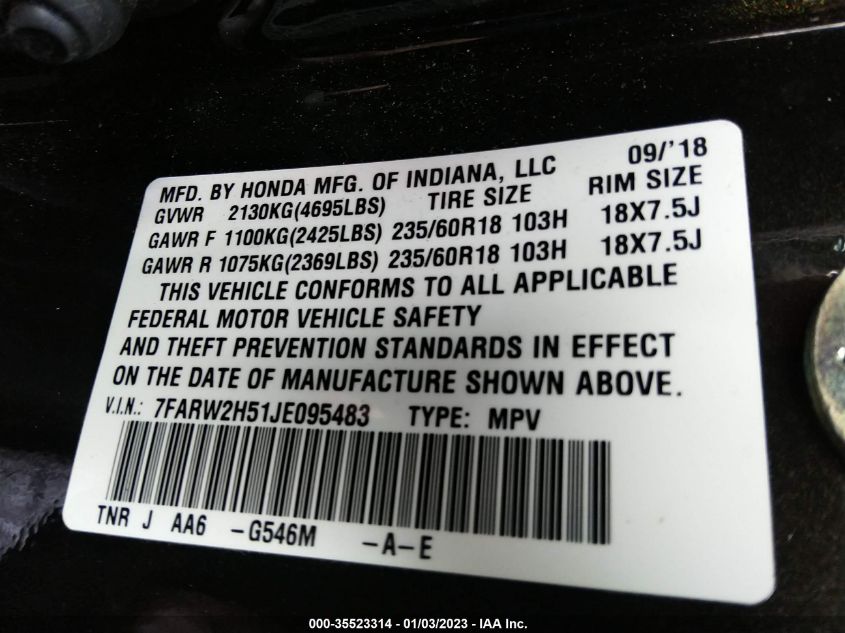 MFD. BY HONDA MFG. OF INDIANA, LLC 09/'18
GVWR 2130KG(4695LBS) TIRE SIZE RIM SIZE
GAWR F 1100KG(2425LBS) 235/60R18 103H 18X7.5J
GAWR R 1075KG(2369LBS) 235/60R18 103H 18X7.5J
THIS VEHICLE CONFORMS TO ALL APPLICABLE
FEDERAL MOTOR VEHICLE SAFETY
AND THEFT PREVENTION STANDARDS IN EFFECT
ON THE DATE OF MANUFACTURE SHOWN ABOVE.
V.I.N.: 7FARW2H51JE095483 TYPE: MPV
TNR J AA6 -G546M -A-E
000-35523314 - 01/03/2023 - IAA Inc.